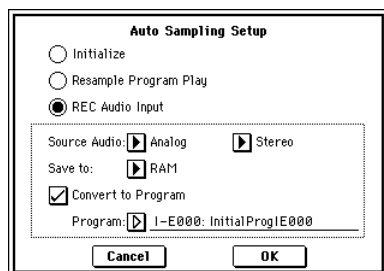 Auto Sampling Setup
Initialize
Resample Program Play
REC Audio Input
Source Audio: Analog Stereo
Save to: RAM
Convert to Program
Program: I-E000: InitialProgIE000
Cancel OK